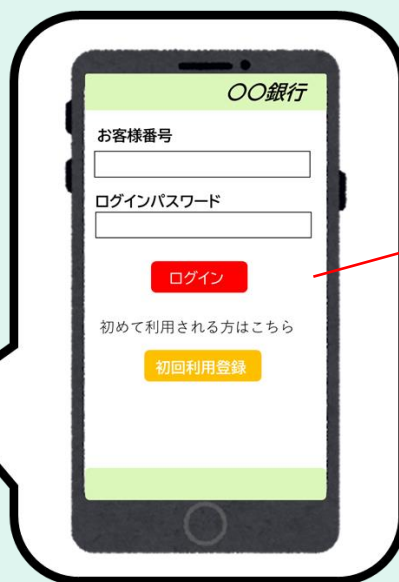 〇〇銀行
お客様番号
ログインパスワード
ログイン
初めて利用される方はこちら
初回利用登録